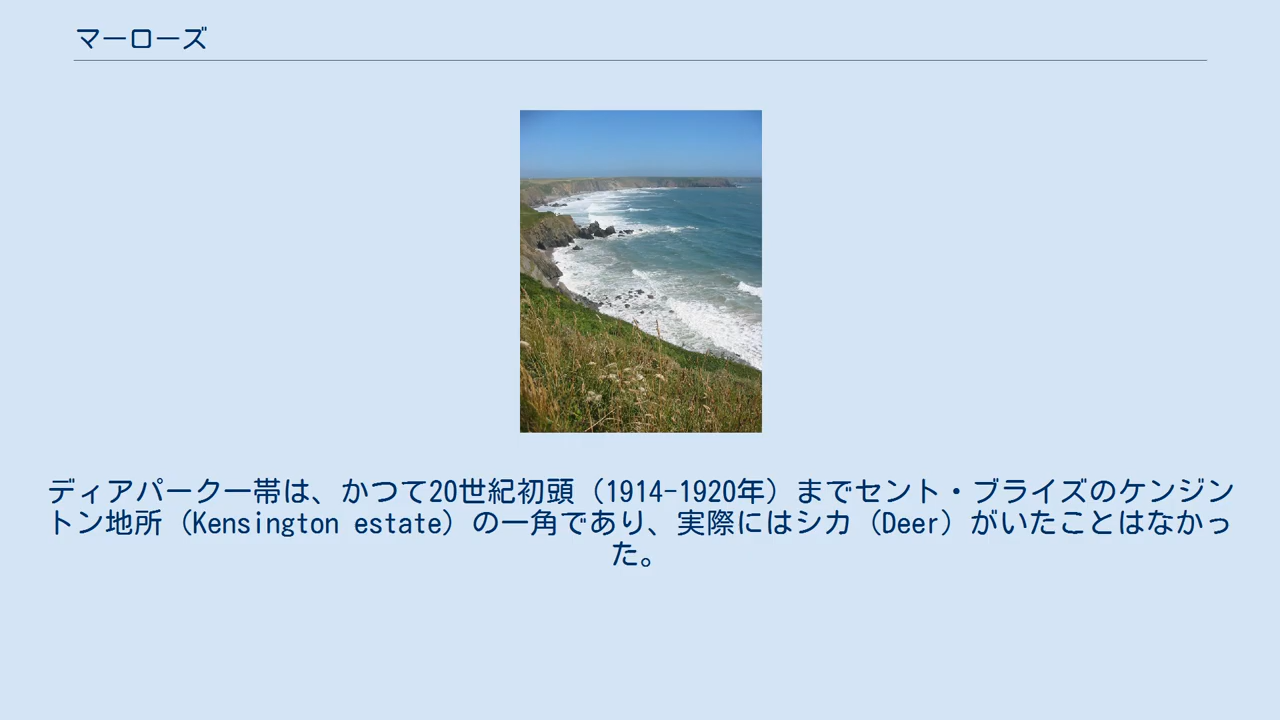 マーローズ
ディアパーク一帯は、かつて20世紀初頭（1914-1920年）までセント・ブライズのケンジン
トン地所（Kensington estate）の一角であり、実際にはシカ（Deer）がいたことはなかっ
た。